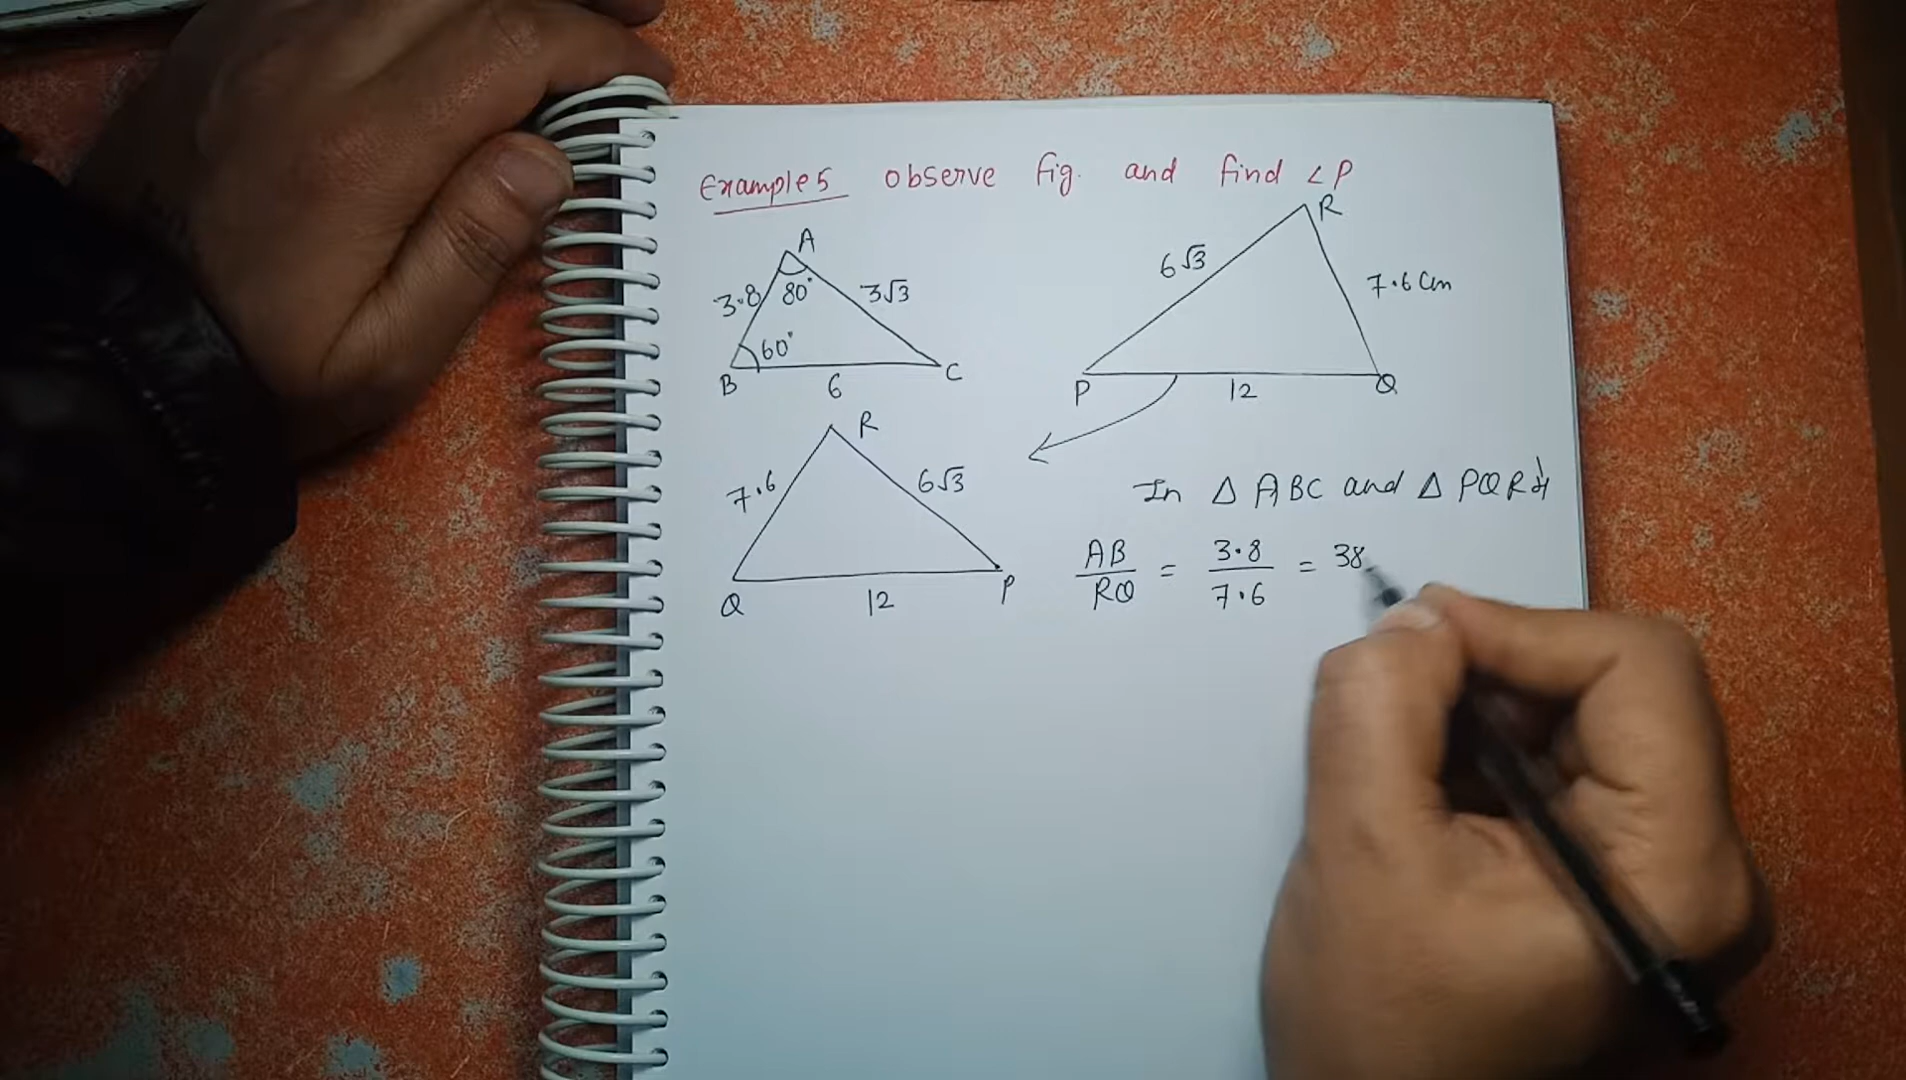 Example 5 observe fig. and find ∠P
A
3.8
80°
3√3
60°
B
6
C
R
6√3
7.6 Cm
P
12
Q
R
7.6
6√3
Q
12
P
In △ ABC and △ PQR
AB/RQ = 3.8/7.6 = 38